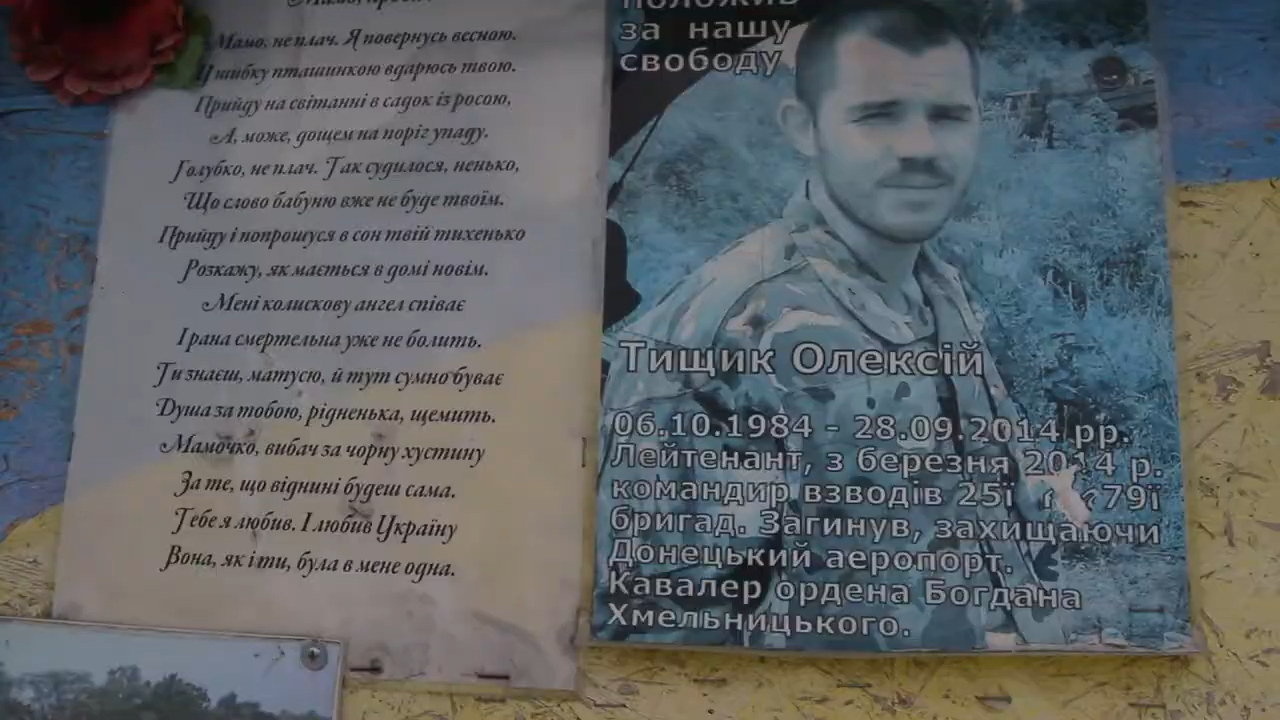 Мамо, не плач. Я повернусь весною.
У шибку пташинкою вдарюсь твою.
Прийду на світанні в садок із росою,
А, може, дощем на поріг упаду.
Голубко, не плач. Так судилося, ненько,
Що слово бабуню вже не буде твоїм.
Прийду і попрошуся в сон твій тихенько
Розкажу, як мається в домі новім.
Мені колискову ангел співає
І рана смертельна уже не болить.
Ти знаєш, матусю, й тут сумно буває
Душа за тобою, рідненька, щемить.
Мамочко, вибач за чорну хустину
За те, що віднині будеш сама.
Тебе я люблю. І люблю Україну
Вона, як і ти, була в мене одна.
положив
за нашу
свободу
Тищик Олексій
06.10.1984 - 28.09.2014 рр.
Лейтенант, з березня 2014 р.
командир взводів 25ї 79ї
бригад. Загинув, захищаючи
Донецький аеропорт.
Кавалер ордена Богдана
Хмельницького.